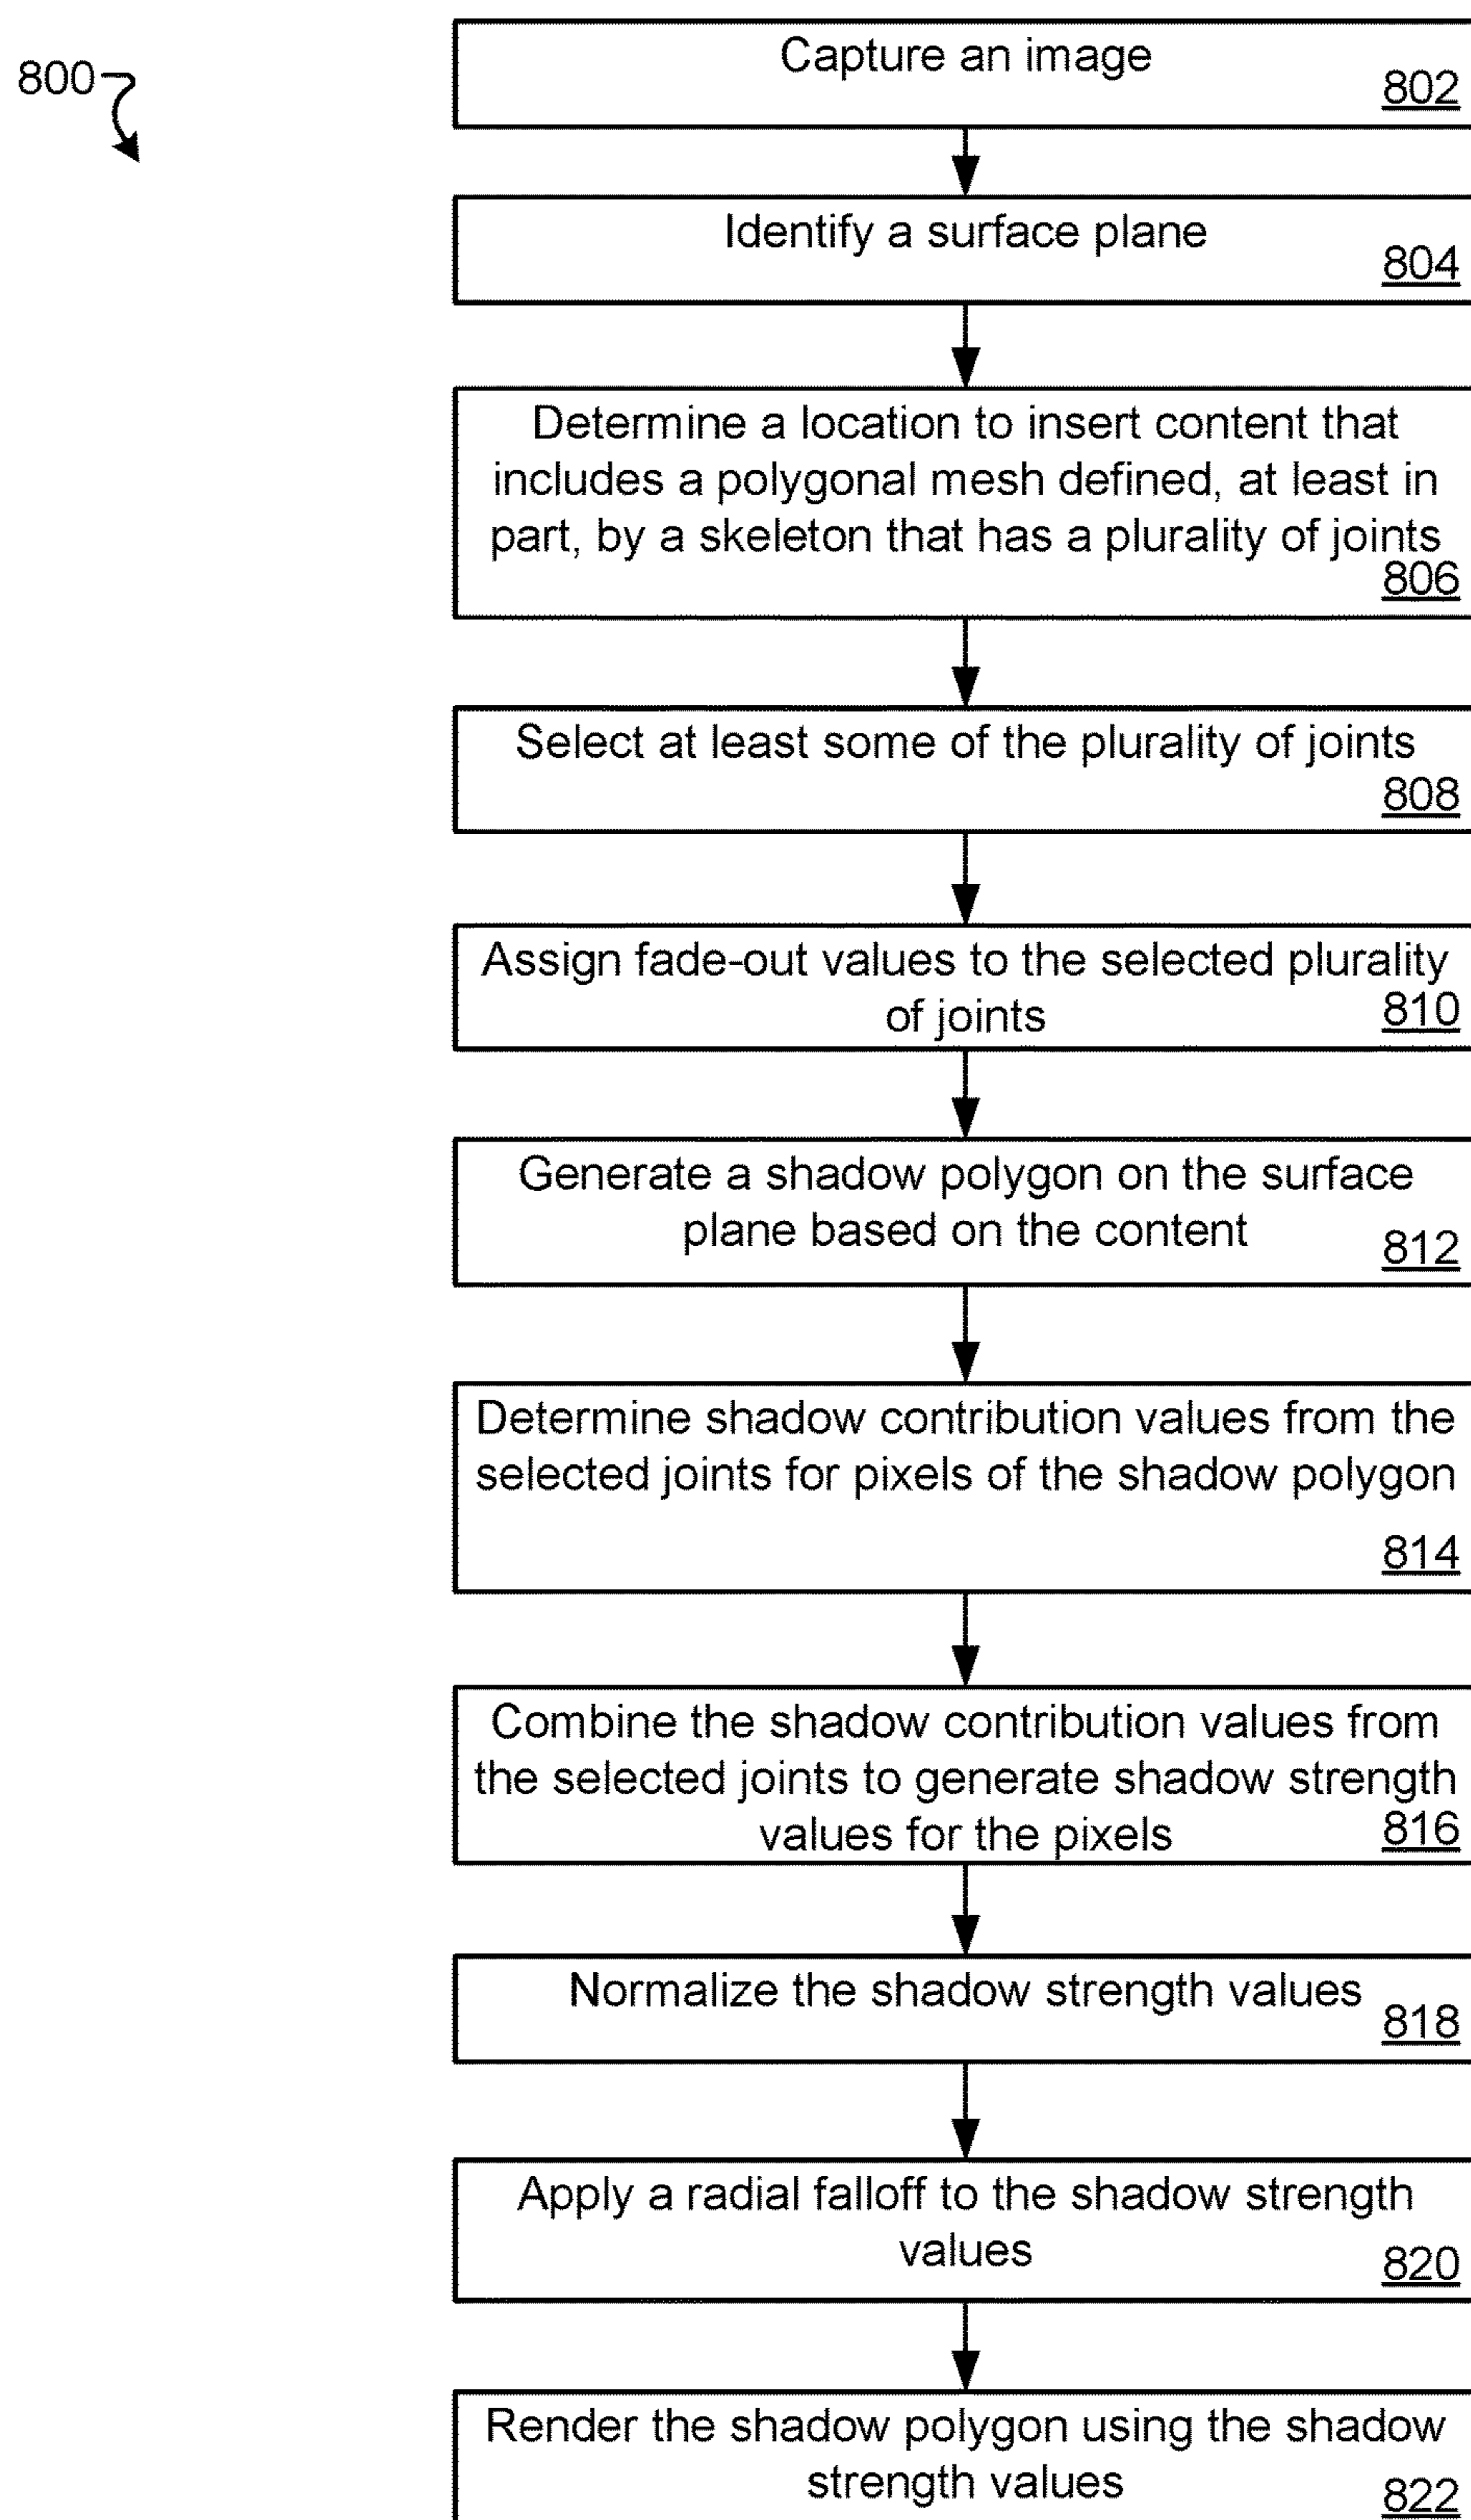 800
Capture an image
802
Identify a surface plane
804
Determine a location to insert content that
includes a polygonal mesh defined, at least in
part, by a skeleton that has a plurality of joints
806
Select at least some of the plurality of joints
808
Assign fade-out values to the selected plurality
of joints
810
Generate a shadow polygon on the surface
plane based on the content
812
Determine shadow contribution values from the
selected joints for pixels of the shadow polygon
814
Combine the shadow contribution values from
the selected joints to generate shadow strength
values for the pixels
816
Normalize the shadow strength values
818
Apply a radial falloff to the shadow strength
values
820
Render the shadow polygon using the shadow
strength values
822